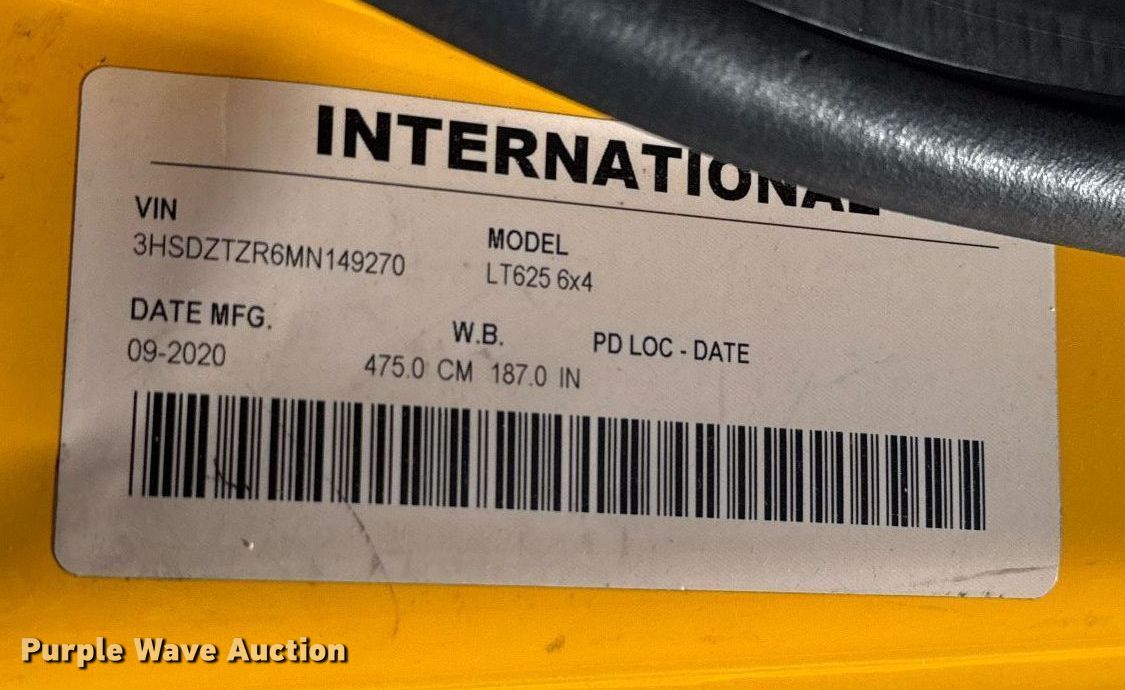 INTERNATIONAL
VIN
3HSDZTZR6MN149270
MODEL
LT625 6x4
DATE MFG.
09-2020
W.B.
475.0 CM 187.0 IN
PD LOC - DATE
Purple Wave Auction